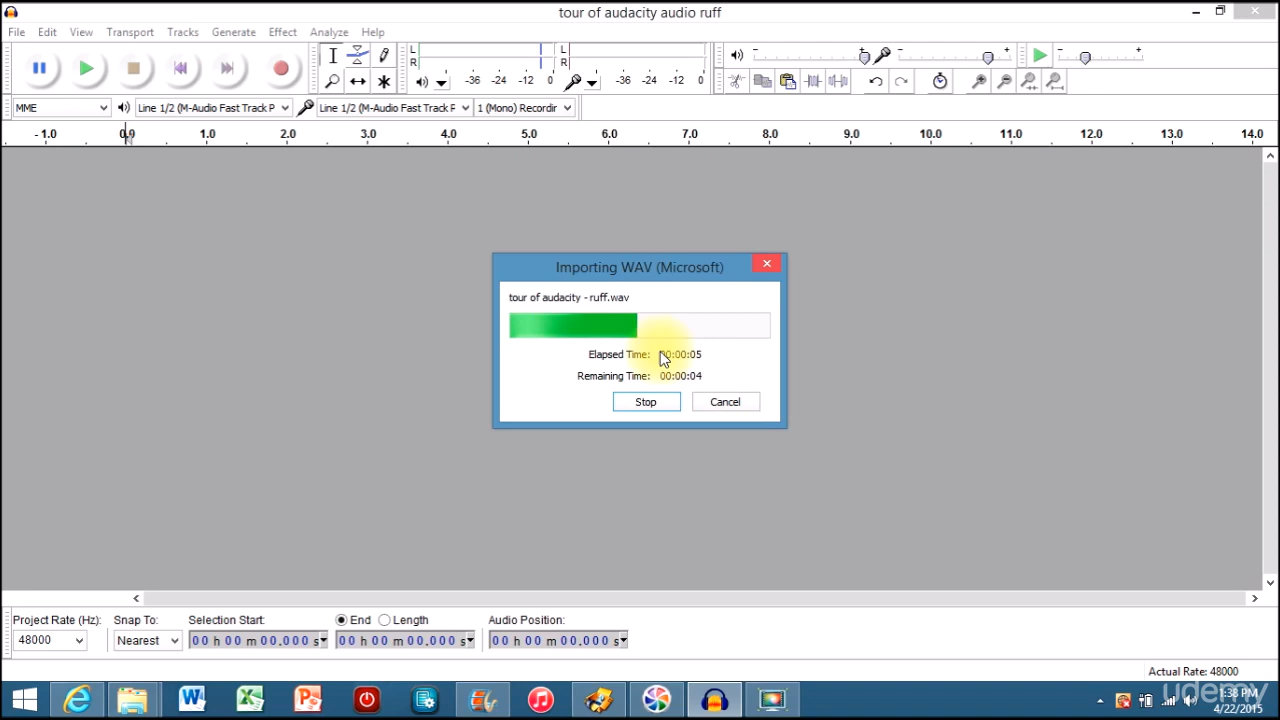 tour of audacity audio ruff
File Edit View Transport Tracks Generate Effect Analyze Help
L
R
-36 -24 -12 0
L
R
-36 -24 -12 0
MME
Line 1/2 (M-Audio Fast Track P
Line 1/2 (M-Audio Fast Track F
1 (Mono) Recordir
- 1.0 0.0 1.0 2.0 3.0 4.0 5.0 6.0 7.0 8.0 9.0 10.0 11.0 12.0 13.0 14.0
Importing WAV (Microsoft)
tour of audacity - ruff.wav
Elapsed Time: 00:00:05
Remaining Time: 00:00:04
Stop Cancel
Project Rate (Hz): Snap To: Selection Start: End Length Audio Position:
48000 Nearest 00 h 00 m 00.000 s 00 h 00 m 00.000 s 00 h 00 m 00.000 s
Actual Rate: 48000
1:38 PM
4/22/2015
udemy